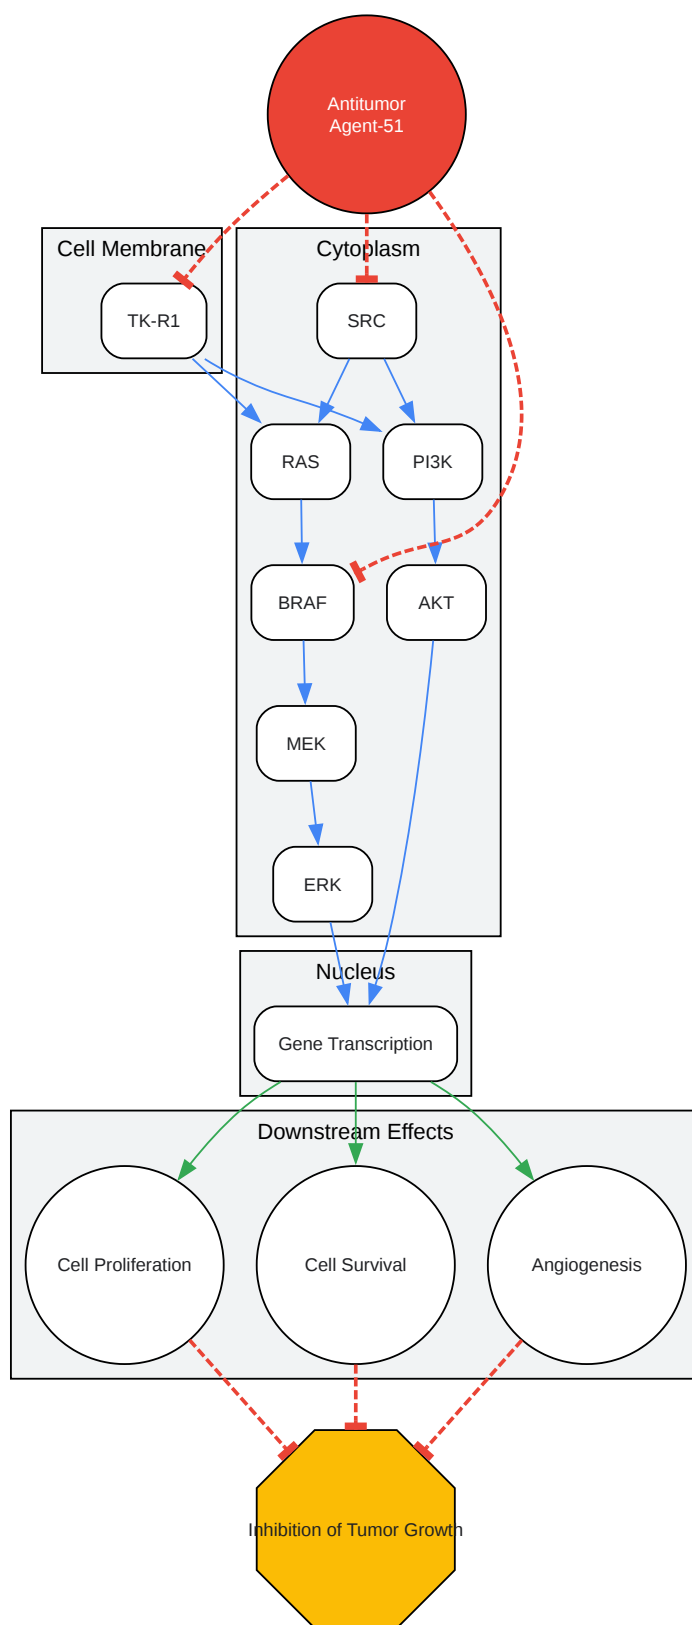 Antitumor
Agent-51
Cell Membrane
Cytoplasm
TK-R1
SRC
RAS
PI3K
BRAF
AKT
MEK
ERK
Nucleus
Gene Transcription
Downstream Effects
Cell Proliferation
Cell Survival
Angiogenesis
Inhibition of Tumor Growth